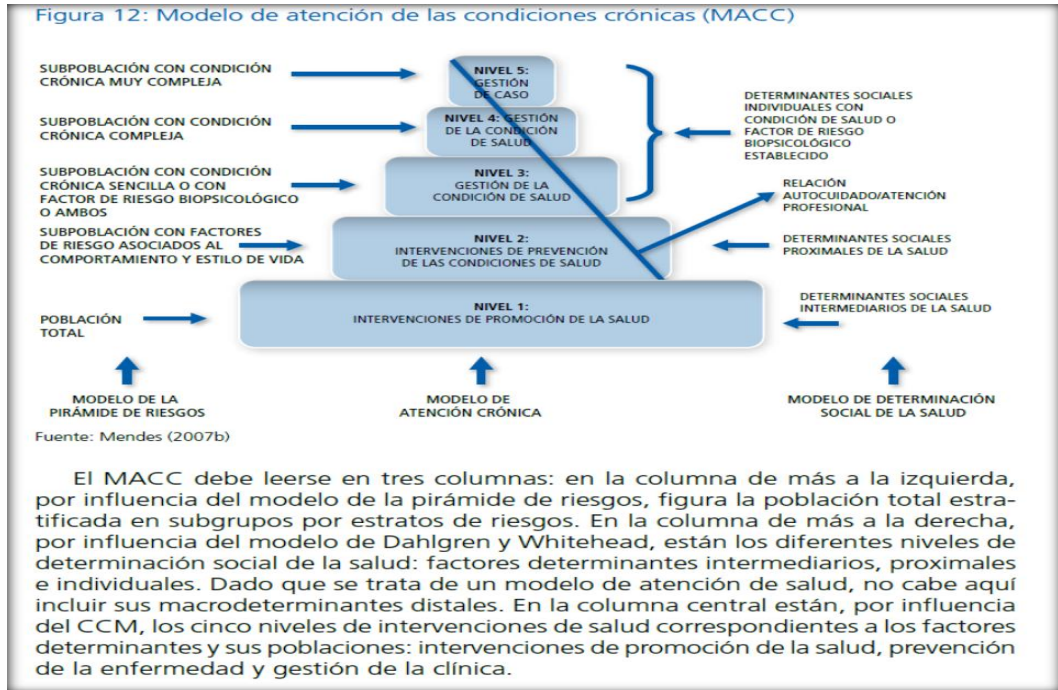 Figura 12: Modelo de atención de las condiciones crónicas (MACC)
SUBPOBLACIÓN CON CONDICIÓN
CRÓNICA MUY COMPLEJA
SUBPOBLACIÓN CON CONDICIÓN
CRÓNICA COMPLEJA
SUBPOBLACIÓN CON CONDICIÓN
CRÓNICA SENCILLA O CON
FACTOR DE RIESGO BIOPSICOLÓGICO
O AMBOS
SUBPOBLACIÓN CON FACTORES
DE RIESGO ASOCIADOS AL
COMPORTAMIENTO Y ESTILO DE VIDA
POBLACIÓN
TOTAL
MODELO DE LA
PIRÁMIDE DE RIESGOS
NIVEL 5:
GESTIÓN
DE CASO
NIVEL 4: GESTIÓN
DE LA CONDICIÓN
DE SALUD
NIVEL 3:
GESTIÓN DE LA
CONDICIÓN DE SALUD
NIVEL 2:
INTERVENCIONES DE PREVENCIÓN
DE LAS CONDICIONES DE SALUD
NIVEL 1:
INTERVENCIONES DE PROMOCIÓN DE LA SALUD
MODELO DE
ATENCIÓN CRÓNICA
DETERMINANTES SOCIALES
INDIVIDUALES CON
CONDICIÓN DE SALUD O
FACTOR DE RIESGO
BIOPSICOLÓGICO
ESTABLECIDO
RELACIÓN
AUTOCUIDADO/ATENCIÓN
PROFESIONAL
DETERMINANTES SOCIALES
PROXIMALES DE LA SALUD
DETERMINANTES SOCIALES
INTERMEDIARIOS DE LA SALUD
MODELO DE DETERMINACIÓN
SOCIAL DE LA SALUD
Fuente: Mendes (2007b)
El MACC debe leerse en tres columnas: en la columna de más a la izquierda,
por influencia del modelo de la pirámide de riesgos, figura la población total estra-
tificada en subgrupos por estratos de riesgos. En la columna de más a la derecha,
por influencia del modelo de Dahlgren y Whitehead, están los diferentes niveles de
determinación social de la salud: factores determinantes intermediarios, proximales
e individuales. Dado que se trata de un modelo de atención de salud, no cabe aquí
incluir sus macrodeterminantes distales. En la columna central están, por influencia
del CCM, los cinco niveles de intervenciones de salud correspondientes a los factores
determinantes y sus poblaciones: intervenciones de promoción de la salud, prevención
de la enfermedad y gestión de la clínica.